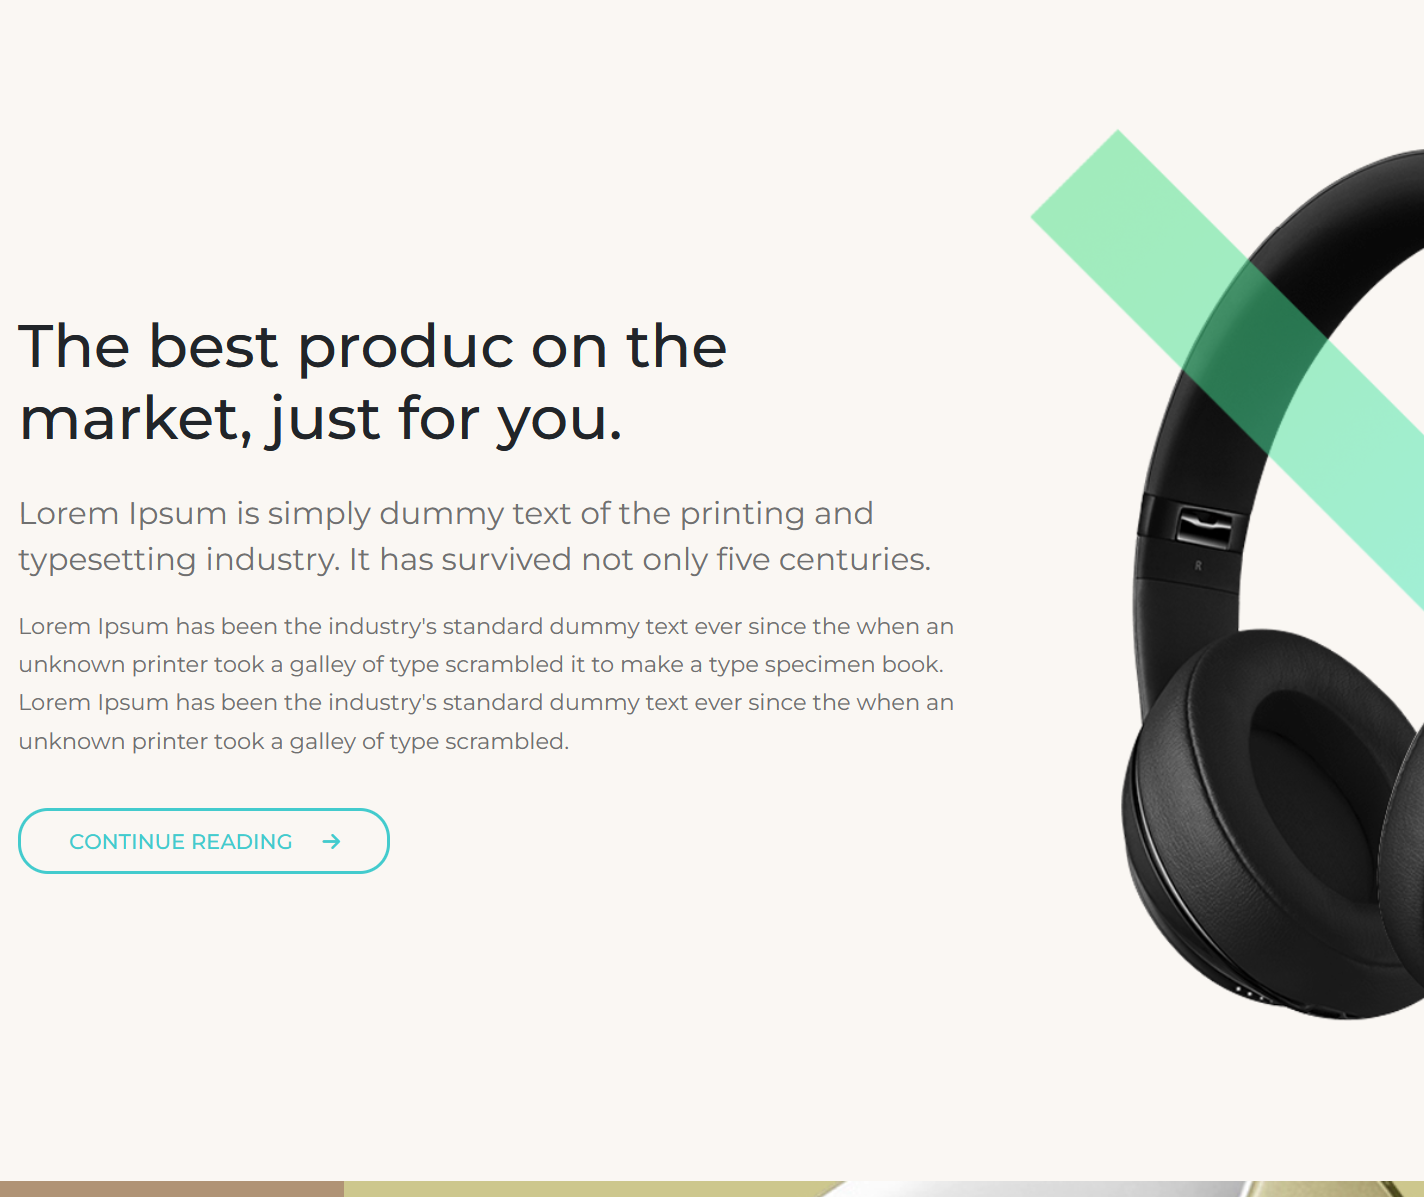 The best produc on the
market, just for you.
Lorem Ipsum is simply dummy text of the printing and
typesetting industry. It has survived not only five centuries.
Lorem Ipsum has been the industry's standard dummy text ever since the when an
unknown printer took a galley of type scrambled it to make a type specimen book.
Lorem Ipsum has been the industry's standard dummy text ever since the when an
unknown printer took a galley of type scrambled.
CONTINUE READING
R